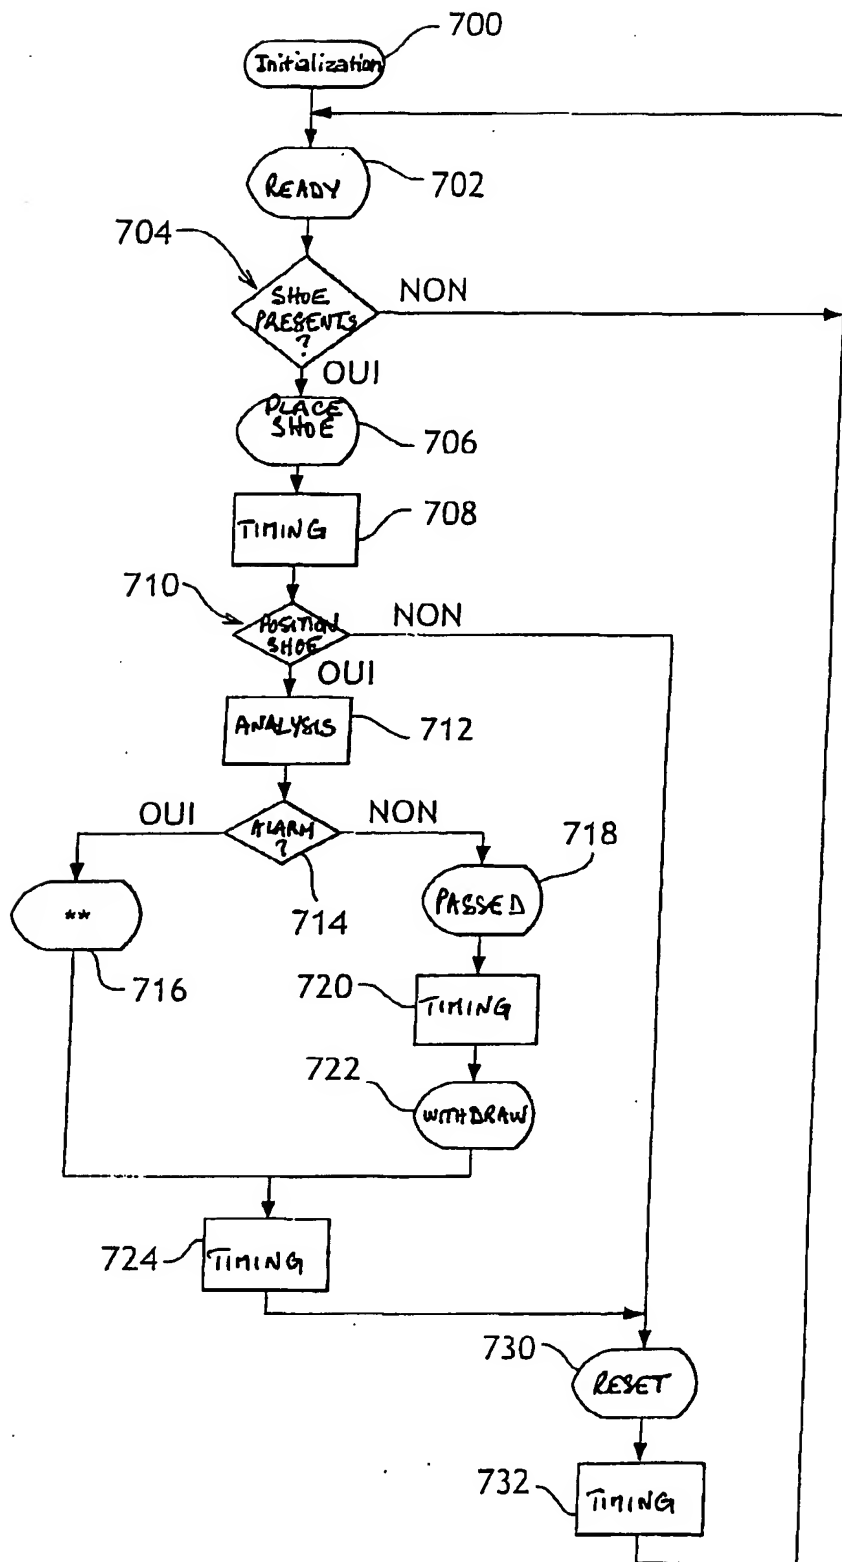 700
Initialization
READY
702
704
SHOE
PRESENTS
?
NON
OUI
PLACE
SHOE
706
TIMING
708
710
POSITION
SHOE
NON
OUI
ANALYSIS
712
OUI
ALARM
?
NON
714
718
**
716
PASSED
720
TIMING
722
WITHDRAW
724
TIMING
730
RESET
732
TIMING